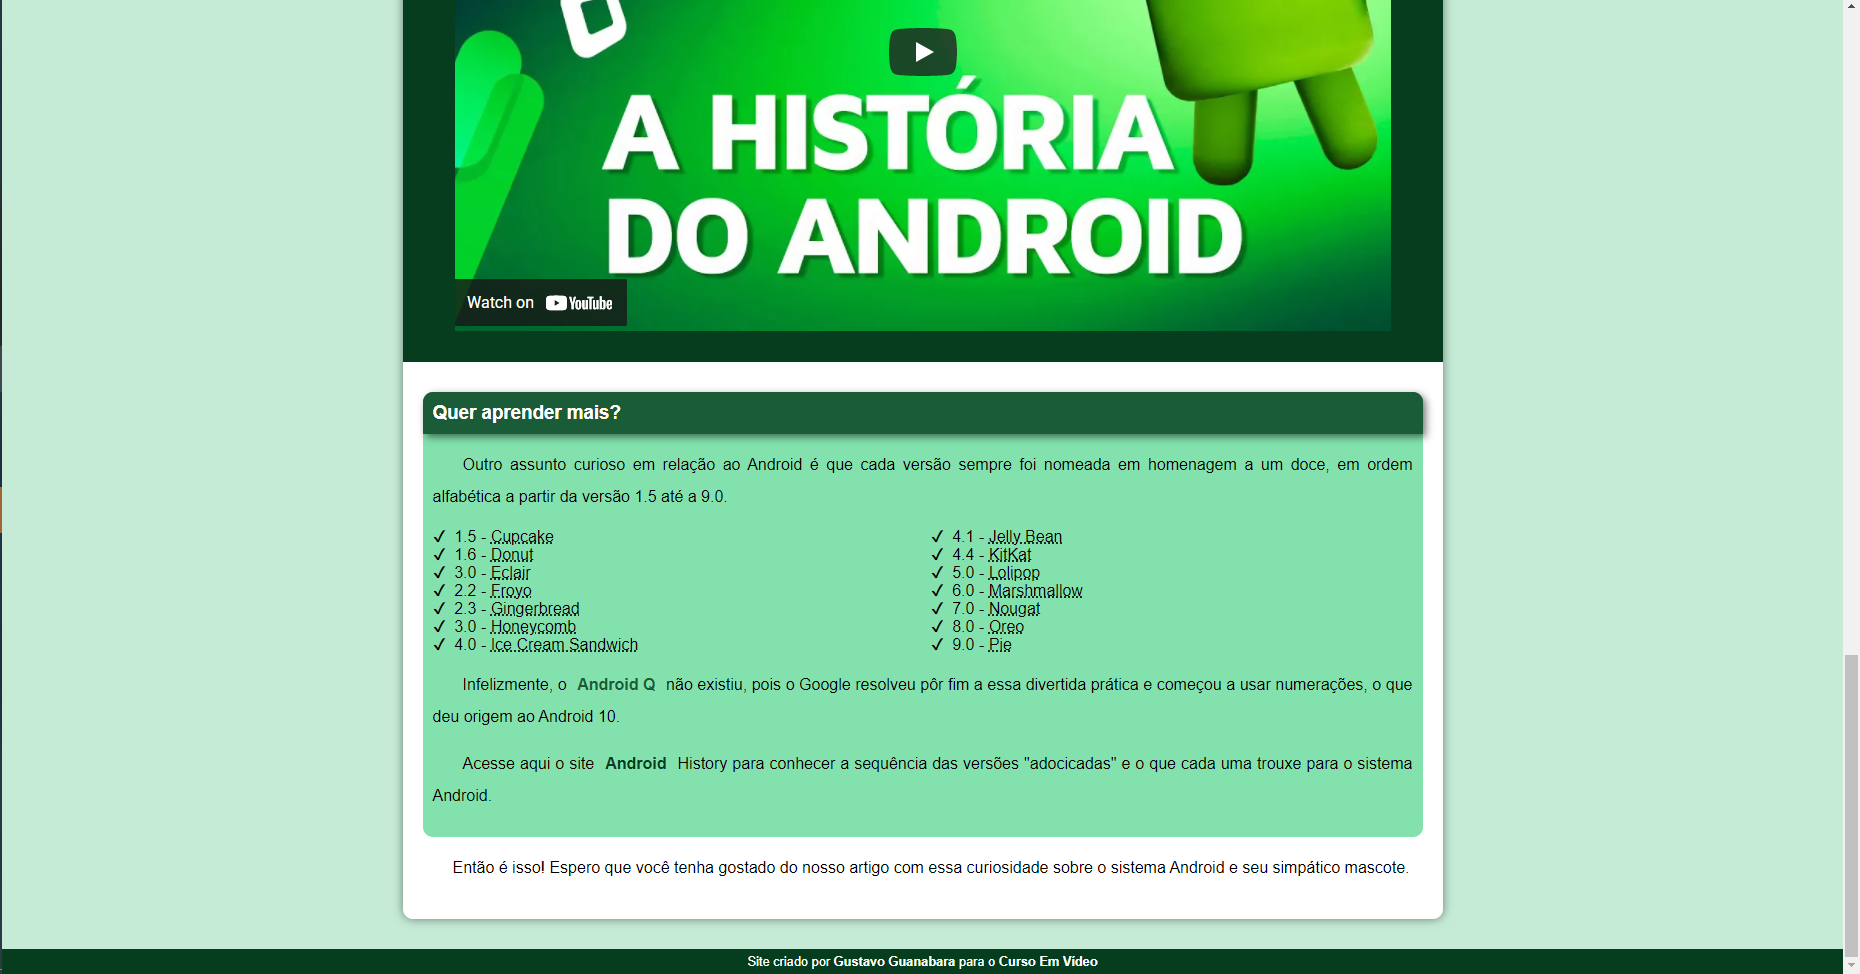 A HISTÓRIA
DO ANDROID
Watch on YouTube
Quer aprender mais?
Outro assunto curioso em relação ao Android é que cada versão sempre foi nomeada em homenagem a um doce, em ordem
alfabética a partir da versão 1.5 até a 9.0.
✓ 1.5 - Cupcake
✓ 1.6 - Donut
✓ 3.0 - Eclair
✓ 2.2 - Froyo
✓ 2.3 - Gingerbread
✓ 3.0 - Honeycomb
✓ 4.0 - Ice Cream Sandwich
✓ 4.1 - Jelly Bean
✓ 4.4 - KitKat
✓ 5.0 - Lolipop
✓ 6.0 - Marshmallow
✓ 7.0 - Nougat
✓ 8.0 - Oreo
✓ 9.0 - Pie
Infelizmente, o Android Q não existiu, pois o Google resolveu pôr fim a essa divertida prática e começou a usar numerações, o que
deu origem ao Android 10.
Acesse aqui o site Android History para conhecer a sequência das versões "adocicadas" e o que cada uma trouxe para o sistema
Android.
Então é isso! Espero que você tenha gostado do nosso artigo com essa curiosidade sobre o sistema Android e seu simpático mascote.
Site criado por Gustavo Guanabara para o Curso Em Vídeo